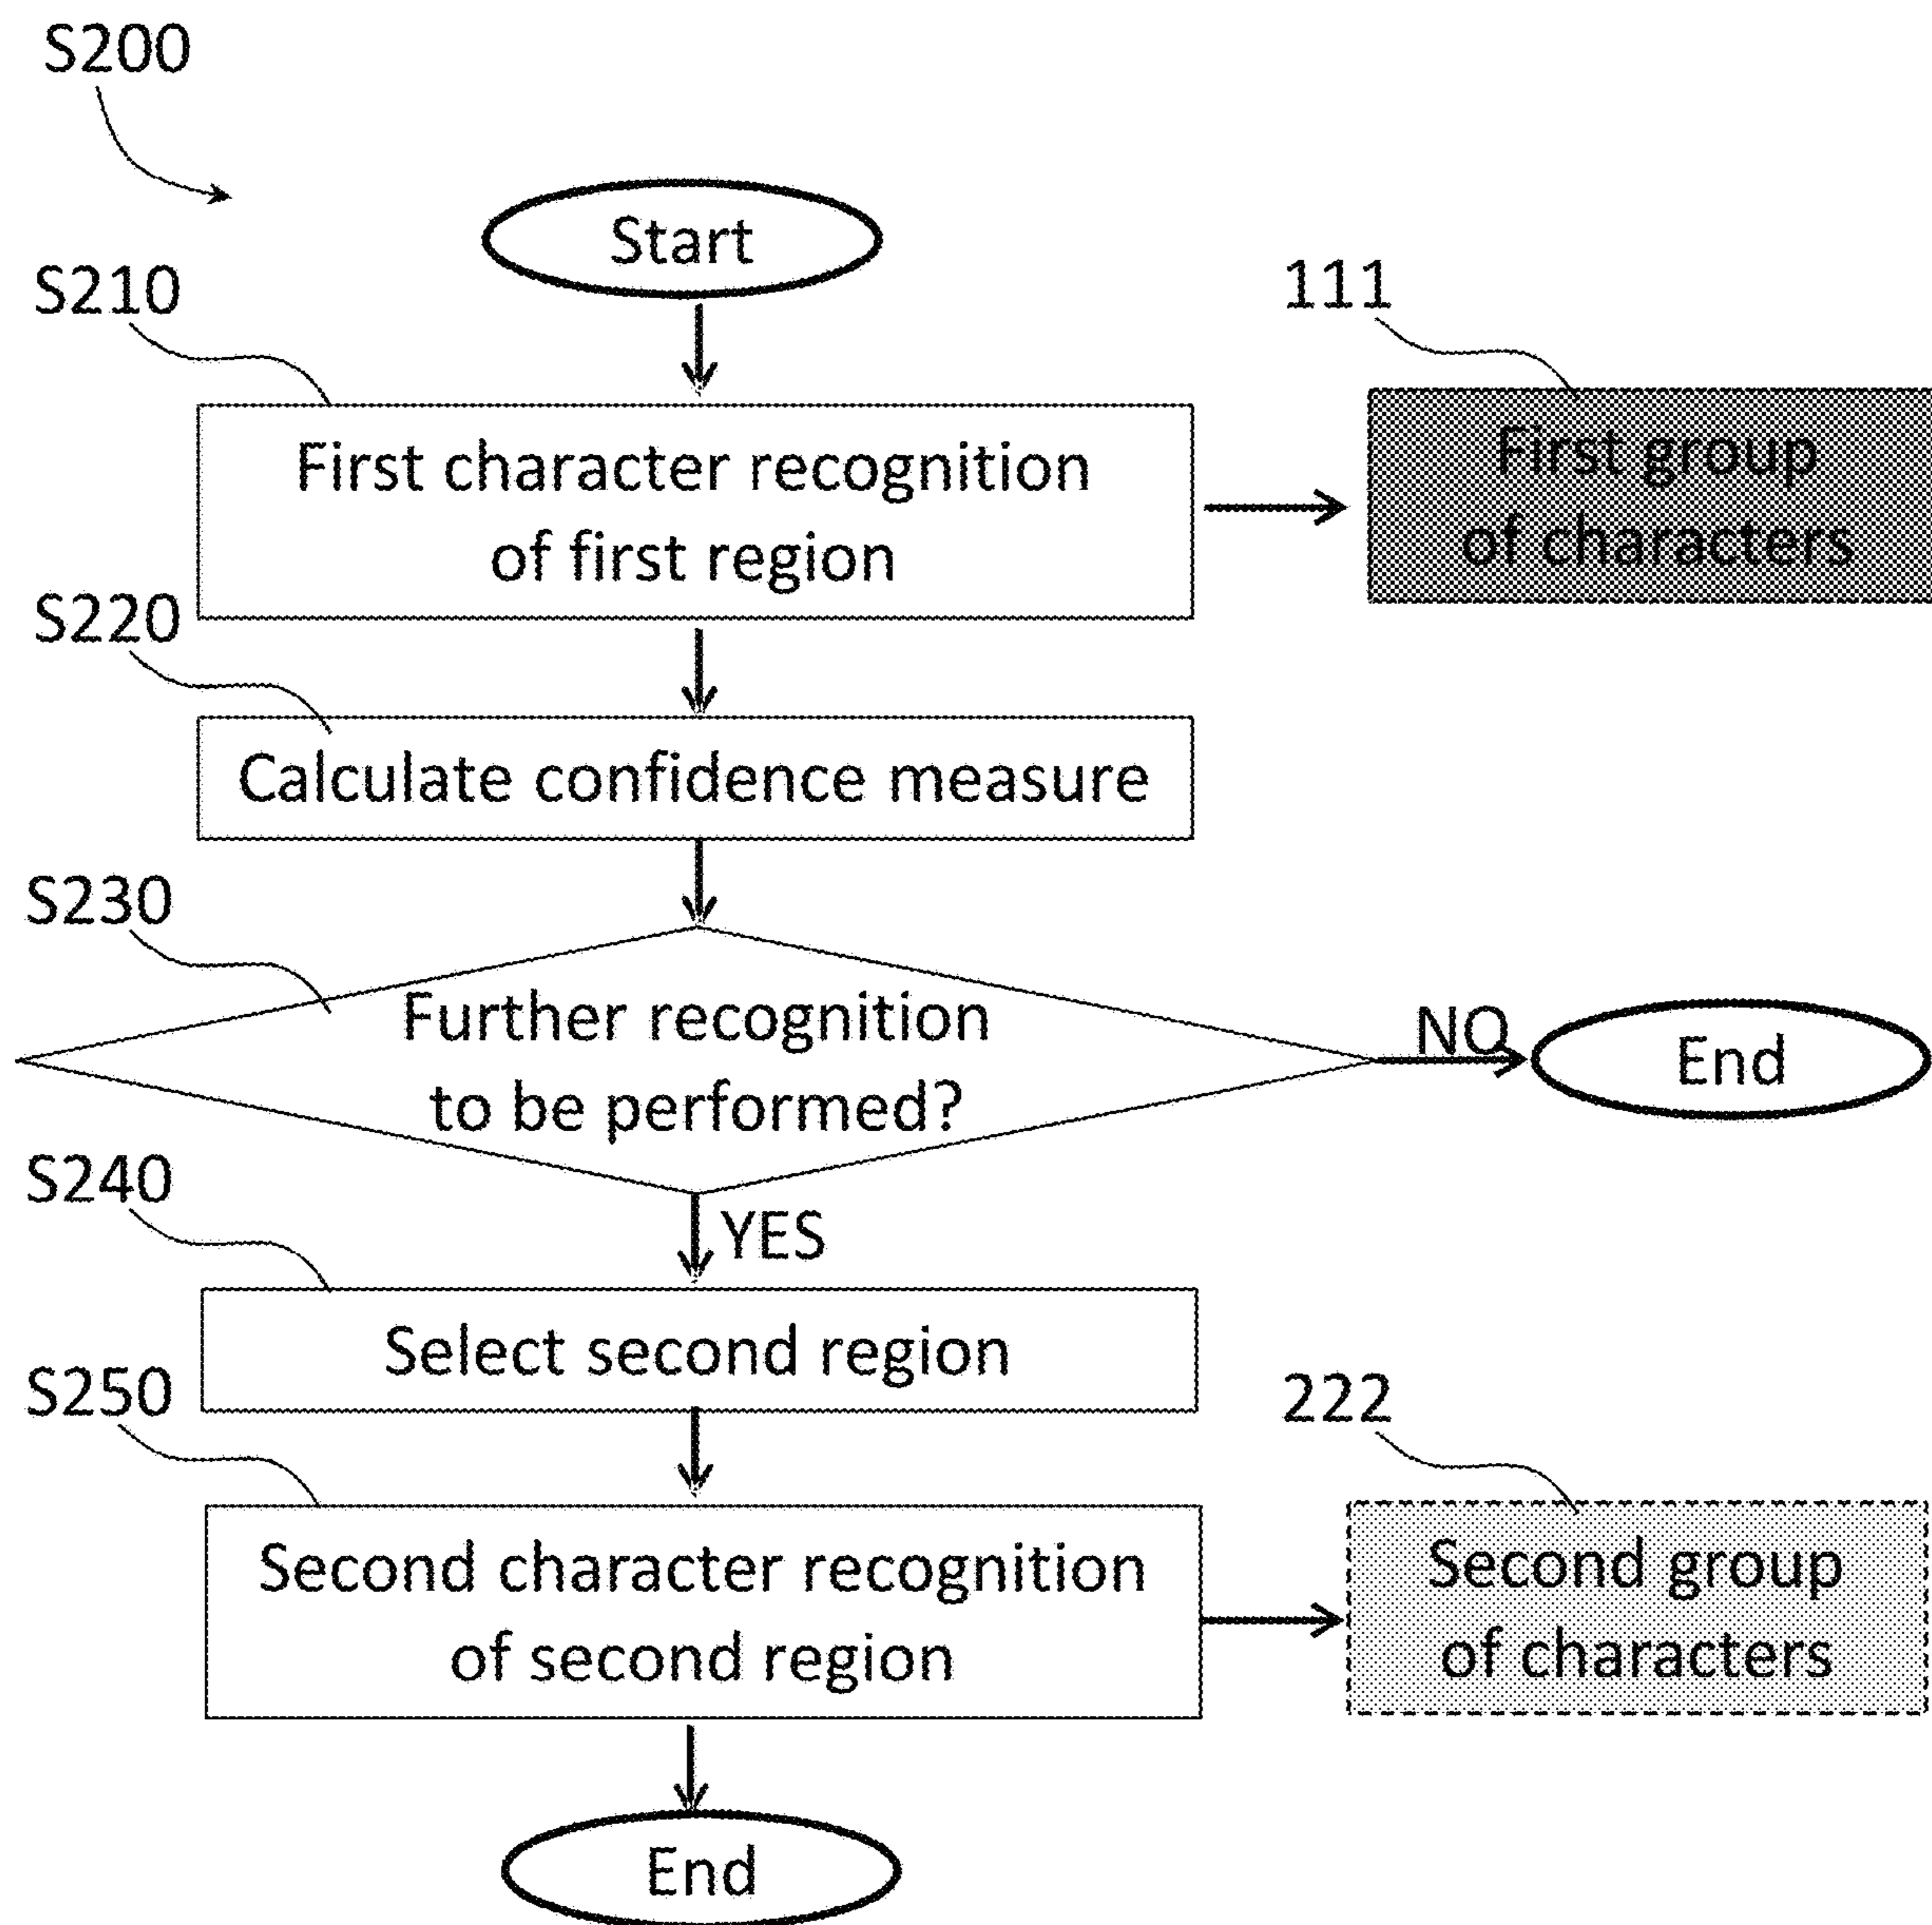 S200
Start
S210
111
First character recognition
of first region
First group
of characters
S220
Calculate confidence measure
S230
Further recognition
to be performed?
NO
End
S240
YES
Select second region
S250
222
Second character recognition
of second region
Second group
of characters
End